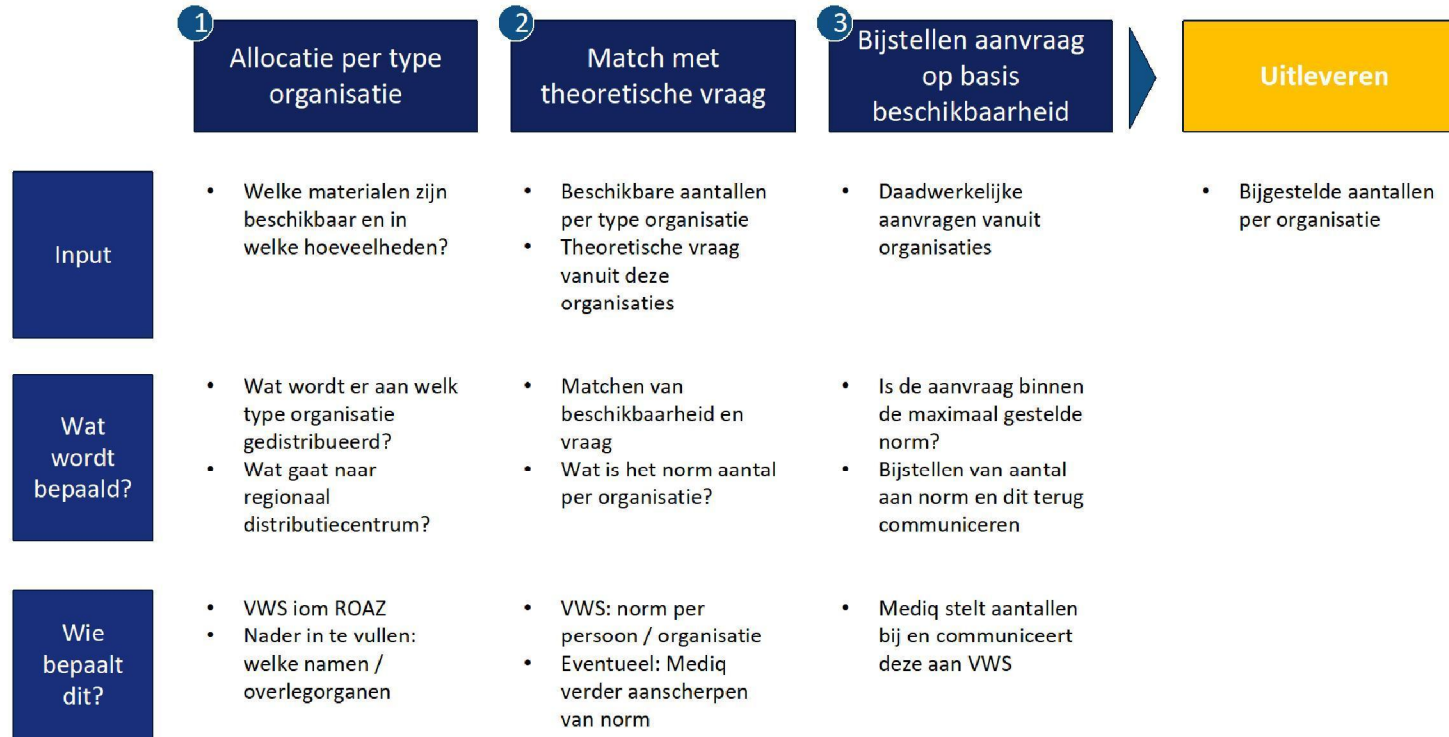 1
Allocatie per type
organisatie
2
Match met
theoretische vraag
3
Bijstellen aanvraag
op basis
beschikbaarheid
Uitleveren
Input
• Welke materialen zijn
beschikbaar en in
welke hoeveelheden?
• Beschikbare aantallen
per type organisatie
• Theoretische vraag
vanuit deze
organisaties
• Daadwerkelijke
aanvragen vanuit
organisaties
• Bijgestelde aantallen
per organisatie
Wat
wordt
bepaald?
• Wat wordt er aan welk
type organisatie
gedistribueerd?
• Wat gaat naar
regionaal
distributiecentrum?
• Matchen van
beschikbaarheid en
vraag
• Wat is het norm aantal
per organisatie?
• Is de aanvraag binnen
de maximaal gestelde
norm?
• Bijstellen van aantal
aan norm en dit terug
communiceren
Wie
bepaalt
dit?
• VWS iom ROAZ
• Nader in te vullen:
welke namen /
overlegorganen
• VWS: norm per
persoon / organisatie
• Eventueel: Mediq
verder aanscherpen
van norm
• Mediq stelt aantallen
bij en communiceert
deze aan VWS